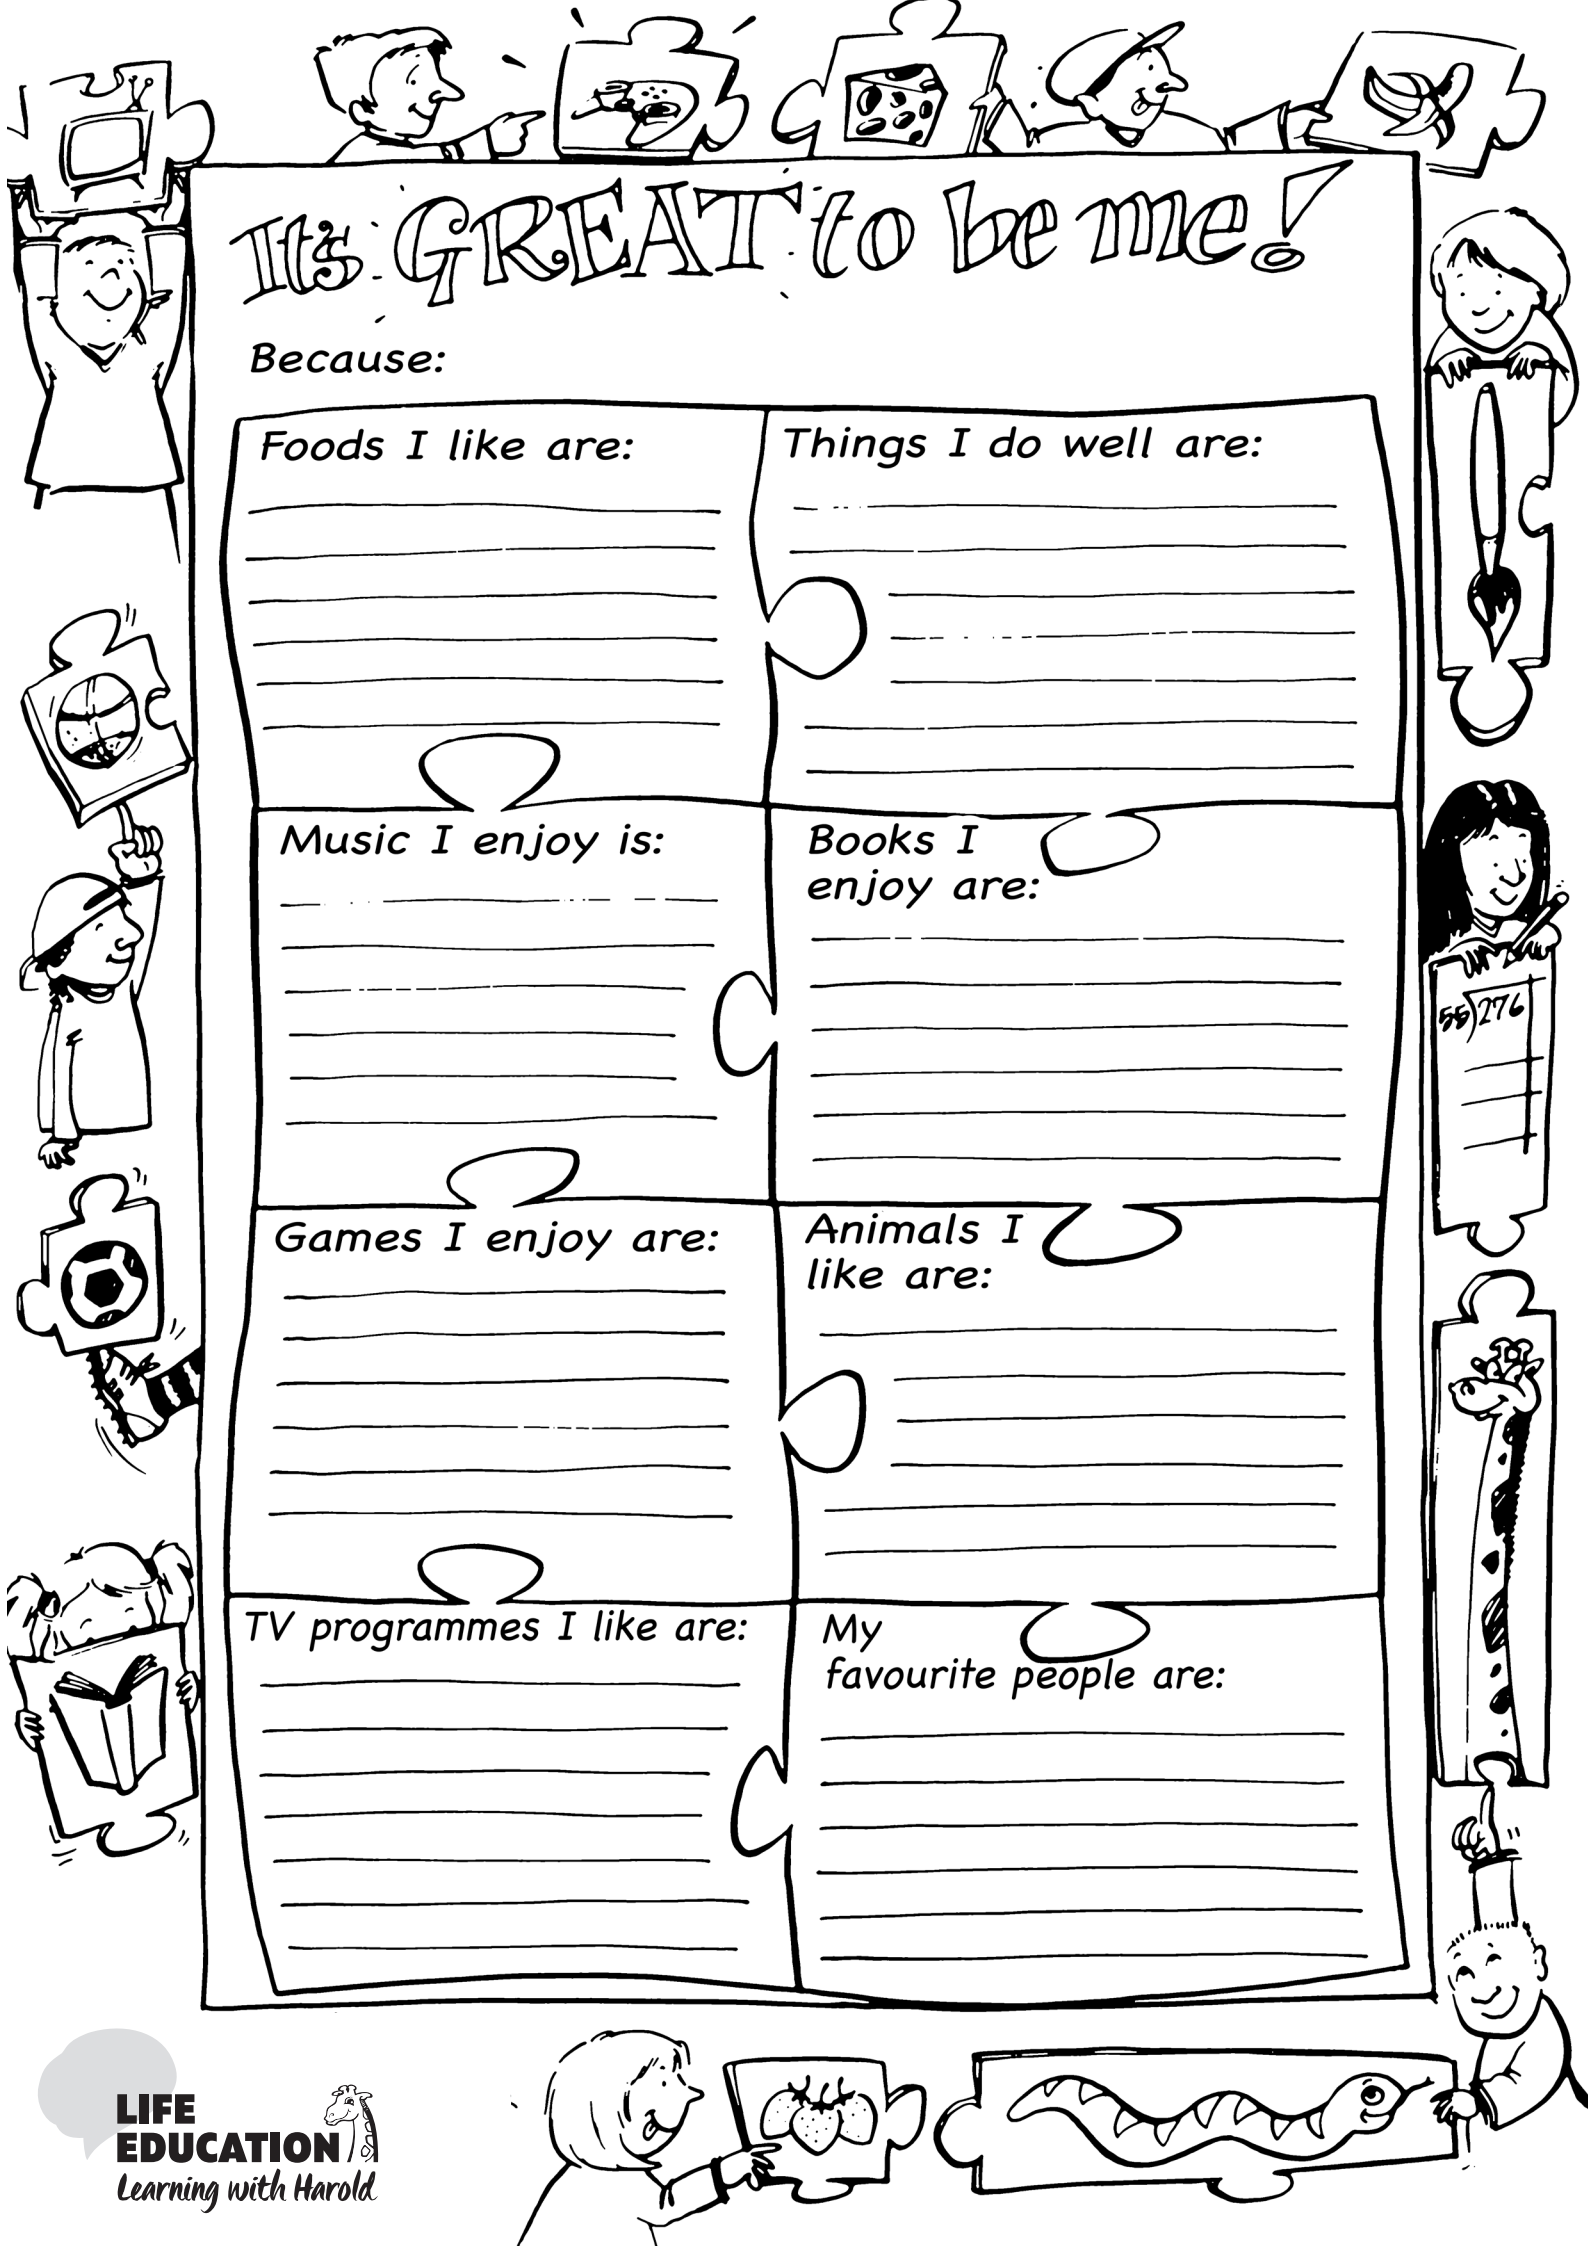 It's GREAT to be me!
Because:
Foods I like are:
Things I do well are:
Music I enjoy is:
Books I
enjoy are:
55)276
Games I enjoy are:
Animals I
like are:
TV programmes I like are:
My
favourite people are:
LIFE
EDUCATION
Learning with Harold